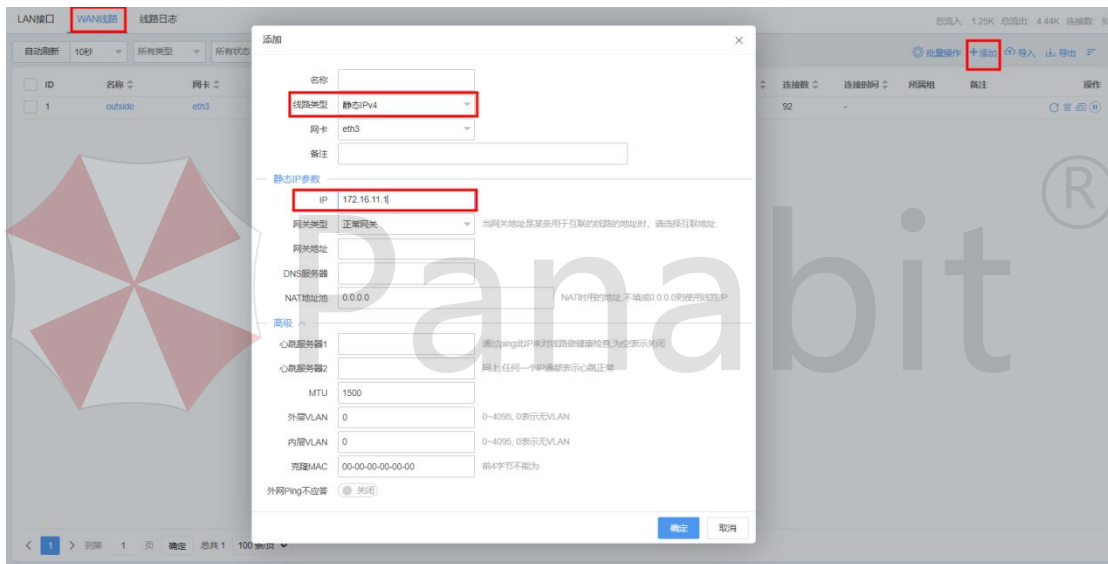 LAN接口 WAN线路 线路日志 总流入 1.25K 总流出 4.44K 连接数
自动刷新 10秒 所有类型 所有状态 添加 批量操作 添加 导入 导出
ID 名称 网卡 连接数 连接时间 所属组 备注 操作
1 outside eth3 92 -
名称
线路类型 静态IPv4
网卡 eth3
备注
静态IP参数
IP 172.16.11.1
网关类型 正常网关 当网关地址是某条用于互联的线路的地址时，请选择互联地址
网关地址
DNS服务器
NAT地址池 0.0.0.0 NAT时用的地址,不填或0.0.0.0则使用线路IP
高级
心跳服务器1 通过ping此IP来对线路做健康检查,为空表示关闭
心跳服务器2 同上,任何一个IP通都表示心跳正常
MTU 1500
外层VLAN 0 0~4095, 0表示无VLAN
内层VLAN 0 0~4095, 0表示无VLAN
克隆MAC 00-00-00-00-00-00 前4字节不能为
外网Ping不应答 关闭
确定 取消
1 到第 1 页 确定 总共1 100 条/页
Panabit ®